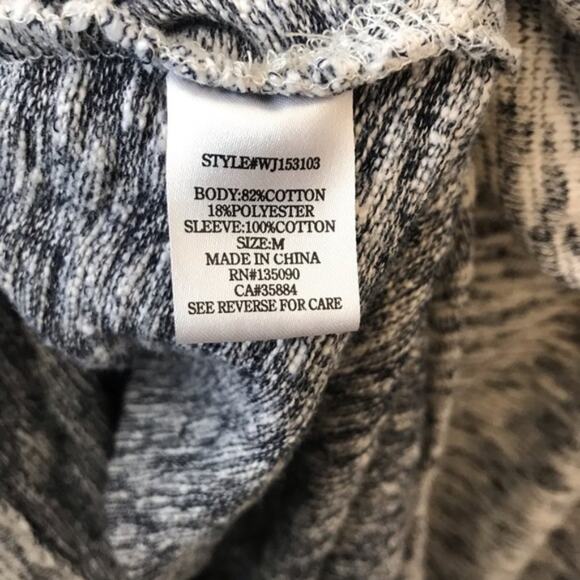 STYLE#WJ153103
BODY:82%COTTON
18%POLYESTER
SLEEVE:100%COTTON
SIZE:M
MADE IN CHINA
RN#135090
CA#35884
SEE REVERSE FOR CARE